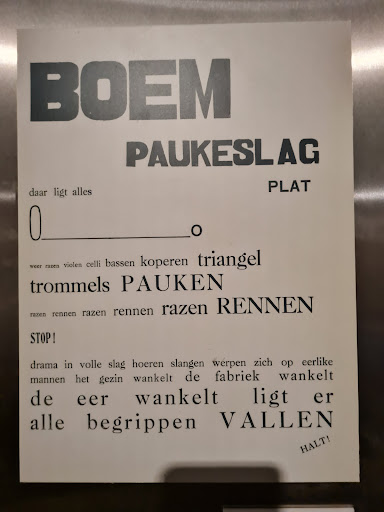 BOEM
PAUKESLAG
daar ligt alles
PLAT
O____________________o
weer razen violen celli bassen koperen triangel
trommels PAUKEN
razen rennen razen rennen razen RENNEN
STOP!
drama in volle slag hoeren slangen werpen zich op eerlijke
mannen het gezin wankelt de fabriek wankelt
de eer wankelt ligt er
alle begrippen VALLEN
HALT!